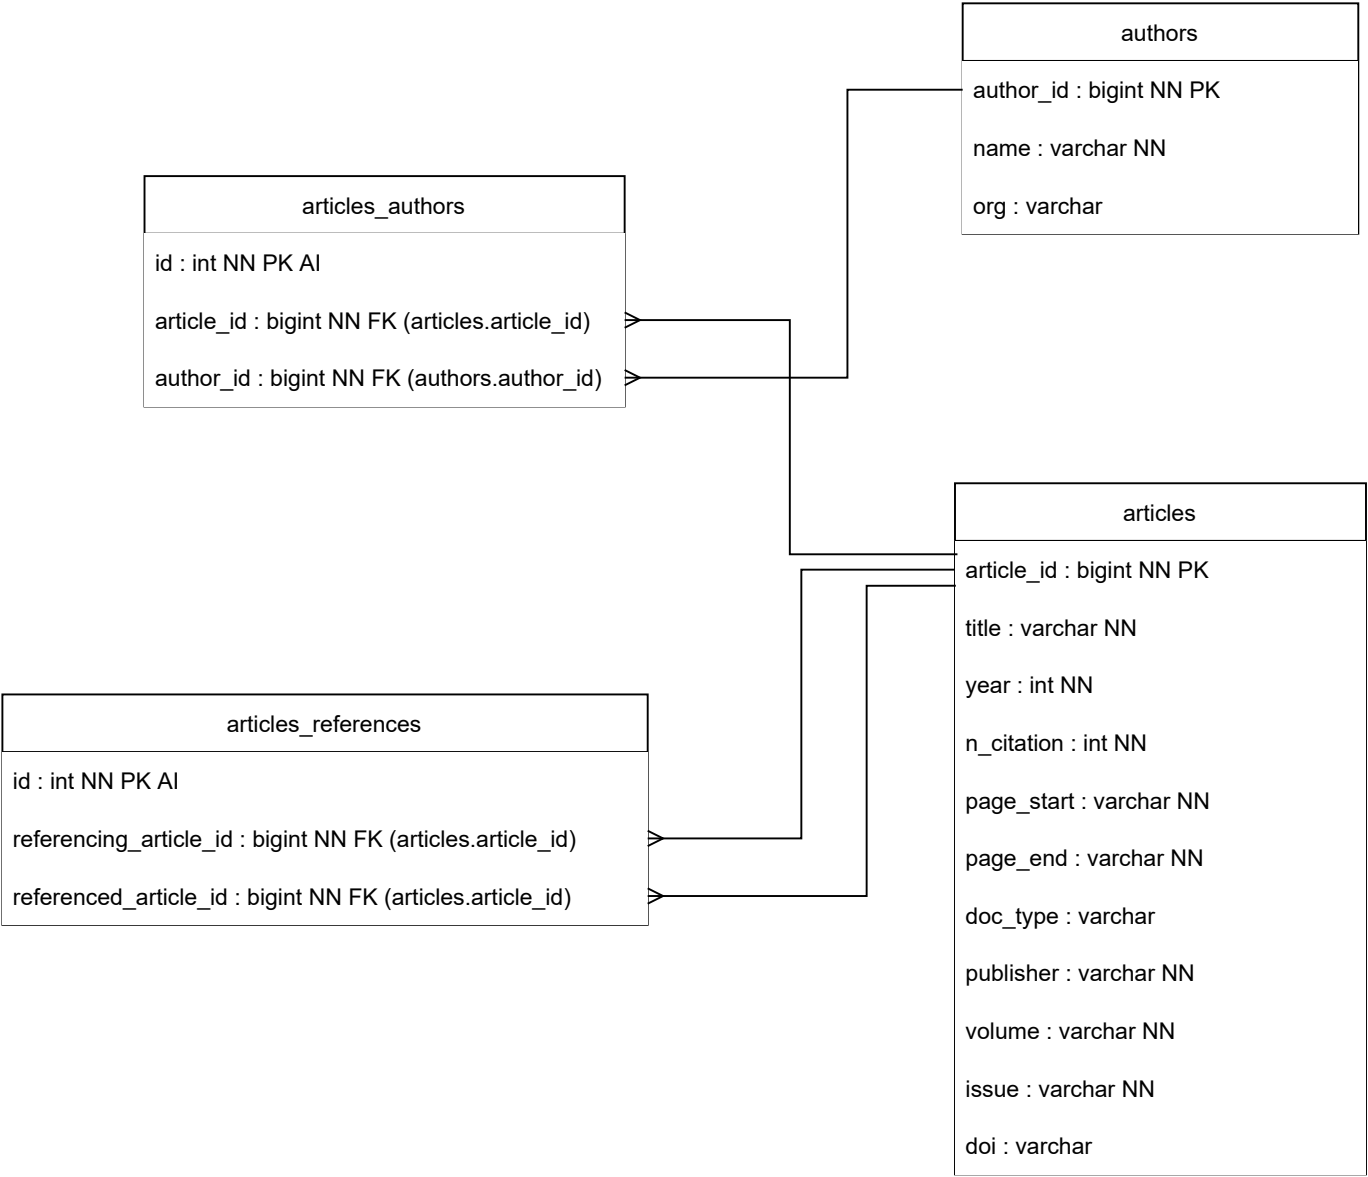 authors
author_id : bigint NN PK
name : varchar NN
org : varchar
articles_authors
id : int NN PK AI
article_id : bigint NN FK (articles.article_id)
author_id : bigint NN FK (authors.author_id)
articles
article_id : bigint NN PK
title : varchar NN
year : int NN
n_citation : int NN
page_start : varchar NN
page_end : varchar NN
doc_type : varchar
publisher : varchar NN
volume : varchar NN
issue : varchar NN
doi : varchar
articles_references
id : int NN PK AI
referencing_article_id : bigint NN FK (articles.article_id)
referenced_article_id : bigint NN FK (articles.article_id)